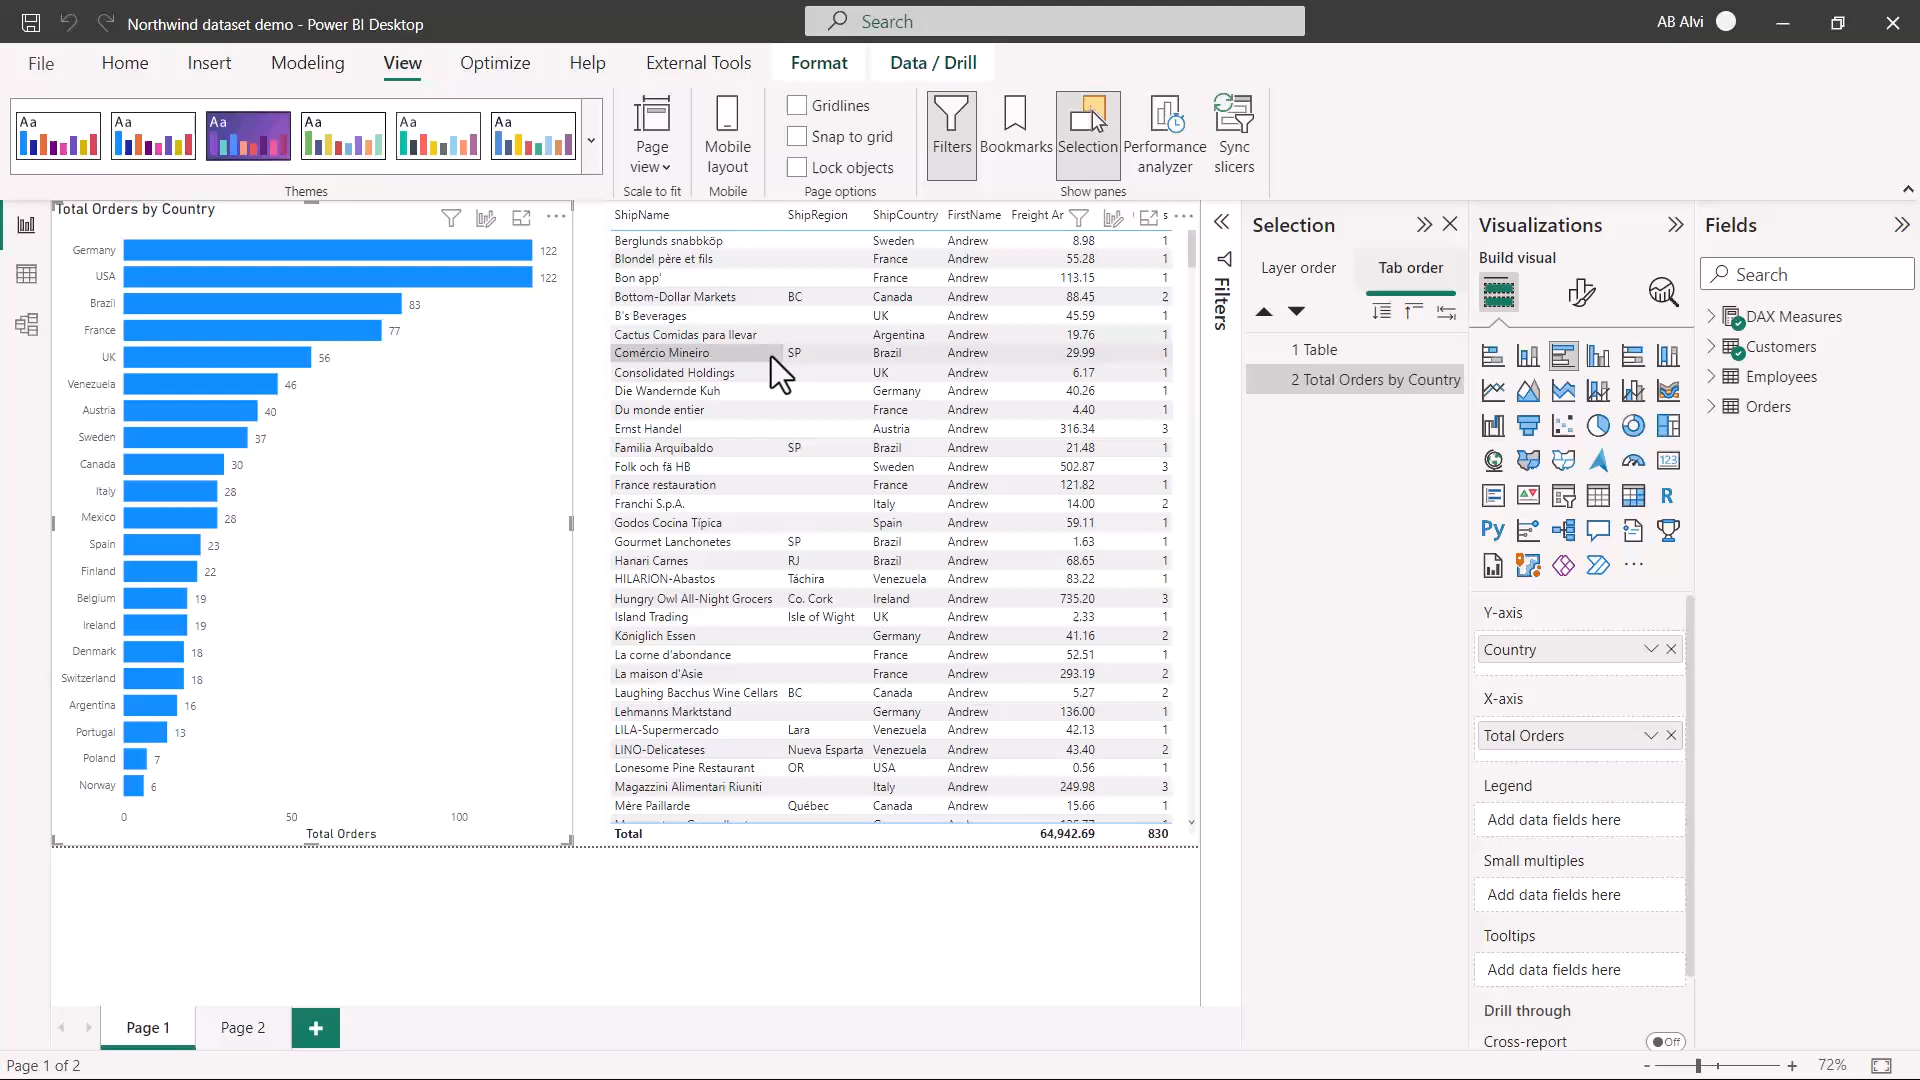 Northwind dataset demo - Power BI Desktop
Search
AB Alvi
File Home Insert Modeling View Optimize Help External Tools Format Data / Drill
Aa Aa Aa Aa Aa Aa
Themes
Page view
Scale to fit
Mobile layout
Mobile
Gridlines
Snap to grid
Lock objects
Page options
Filters
Bookmarks
Selection
Performance analyzer
Sync slicers
Show panes
Total Orders by Country
Germany 122
USA 122
Brazil 83
France 77
UK 56
Venezuela 46
Austria 40
Sweden 37
Canada 30
Italy 28
Mexico 28
Spain 23
Finland 22
Belgium 19
Ireland 19
Denmark 18
Switzerland 18
Argentina 16
Portugal 13
Poland 7
Norway 6
0 50 100
Total Orders
ShipName ShipRegion ShipCountry FirstName Freight Ar s
Berglunds snabbköp Sweden Andrew 8.98 1
Blondel père et fils France Andrew 55.28 1
Bon app' France Andrew 113.15 1
Bottom-Dollar Markets BC Canada Andrew 88.45 2
B's Beverages UK Andrew 45.59 1
Cactus Comidas para llevar Argentina Andrew 19.76 1
Comércio Mineiro SP Brazil Andrew 29.99 1
Consolidated Holdings UK Andrew 6.17 1
Die Wandernde Kuh Germany Andrew 40.26 1
Du monde entier France Andrew 4.40 1
Ernst Handel Austria Andrew 316.34 3
Familia Arquibaldo SP Brazil Andrew 21.48 1
Folk och fä HB Sweden Andrew 502.87 3
France restauration France Andrew 121.82 1
Franchi S.p.A. Italy Andrew 14.00 2
Godos Cocina Típica Spain Andrew 59.11 1
Gourmet Lanchonetes SP Brazil Andrew 1.63 1
Hanari Carnes RJ Brazil Andrew 68.65 1
HILARION-Abastos Táchira Venezuela Andrew 83.22 1
Hungry Owl All-Night Grocers Co. Cork Ireland Andrew 735.20 3
Island Trading Isle of Wight UK Andrew 2.33 1
Königlich Essen Germany Andrew 41.16 2
La corne d'abondance France Andrew 52.51 1
La maison d'Asie France Andrew 293.19 2
Laughing Bacchus Wine Cellars BC Canada Andrew 5.27 2
Lehmanns Marktstand Germany Andrew 136.00 1
LILA-Supermercado Lara Venezuela Andrew 42.13 1
LINO-Delicateses Nueva Esparta Venezuela Andrew 43.40 2
Lonesome Pine Restaurant OR USA Andrew 0.56 1
Magazzini Alimentari Riuniti Italy Andrew 249.98 3
Mère Paillarde Québec Canada Andrew 15.66 1
Total 64,942.69 830
Filters
Selection
Layer order Tab order
1 Table
2 Total Orders by Country
Visualizations
Build visual
123
R
Py
Y-axis
Country
X-axis
Total Orders
Legend
Add data fields here
Small multiples
Add data fields here
Tooltips
Add data fields here
Drill through
Cross-report Off
Fields
Search
DAX Measures
Customers
Employees
Orders
Page 1 Page 2 +
Page 1 of 2
- + 72%